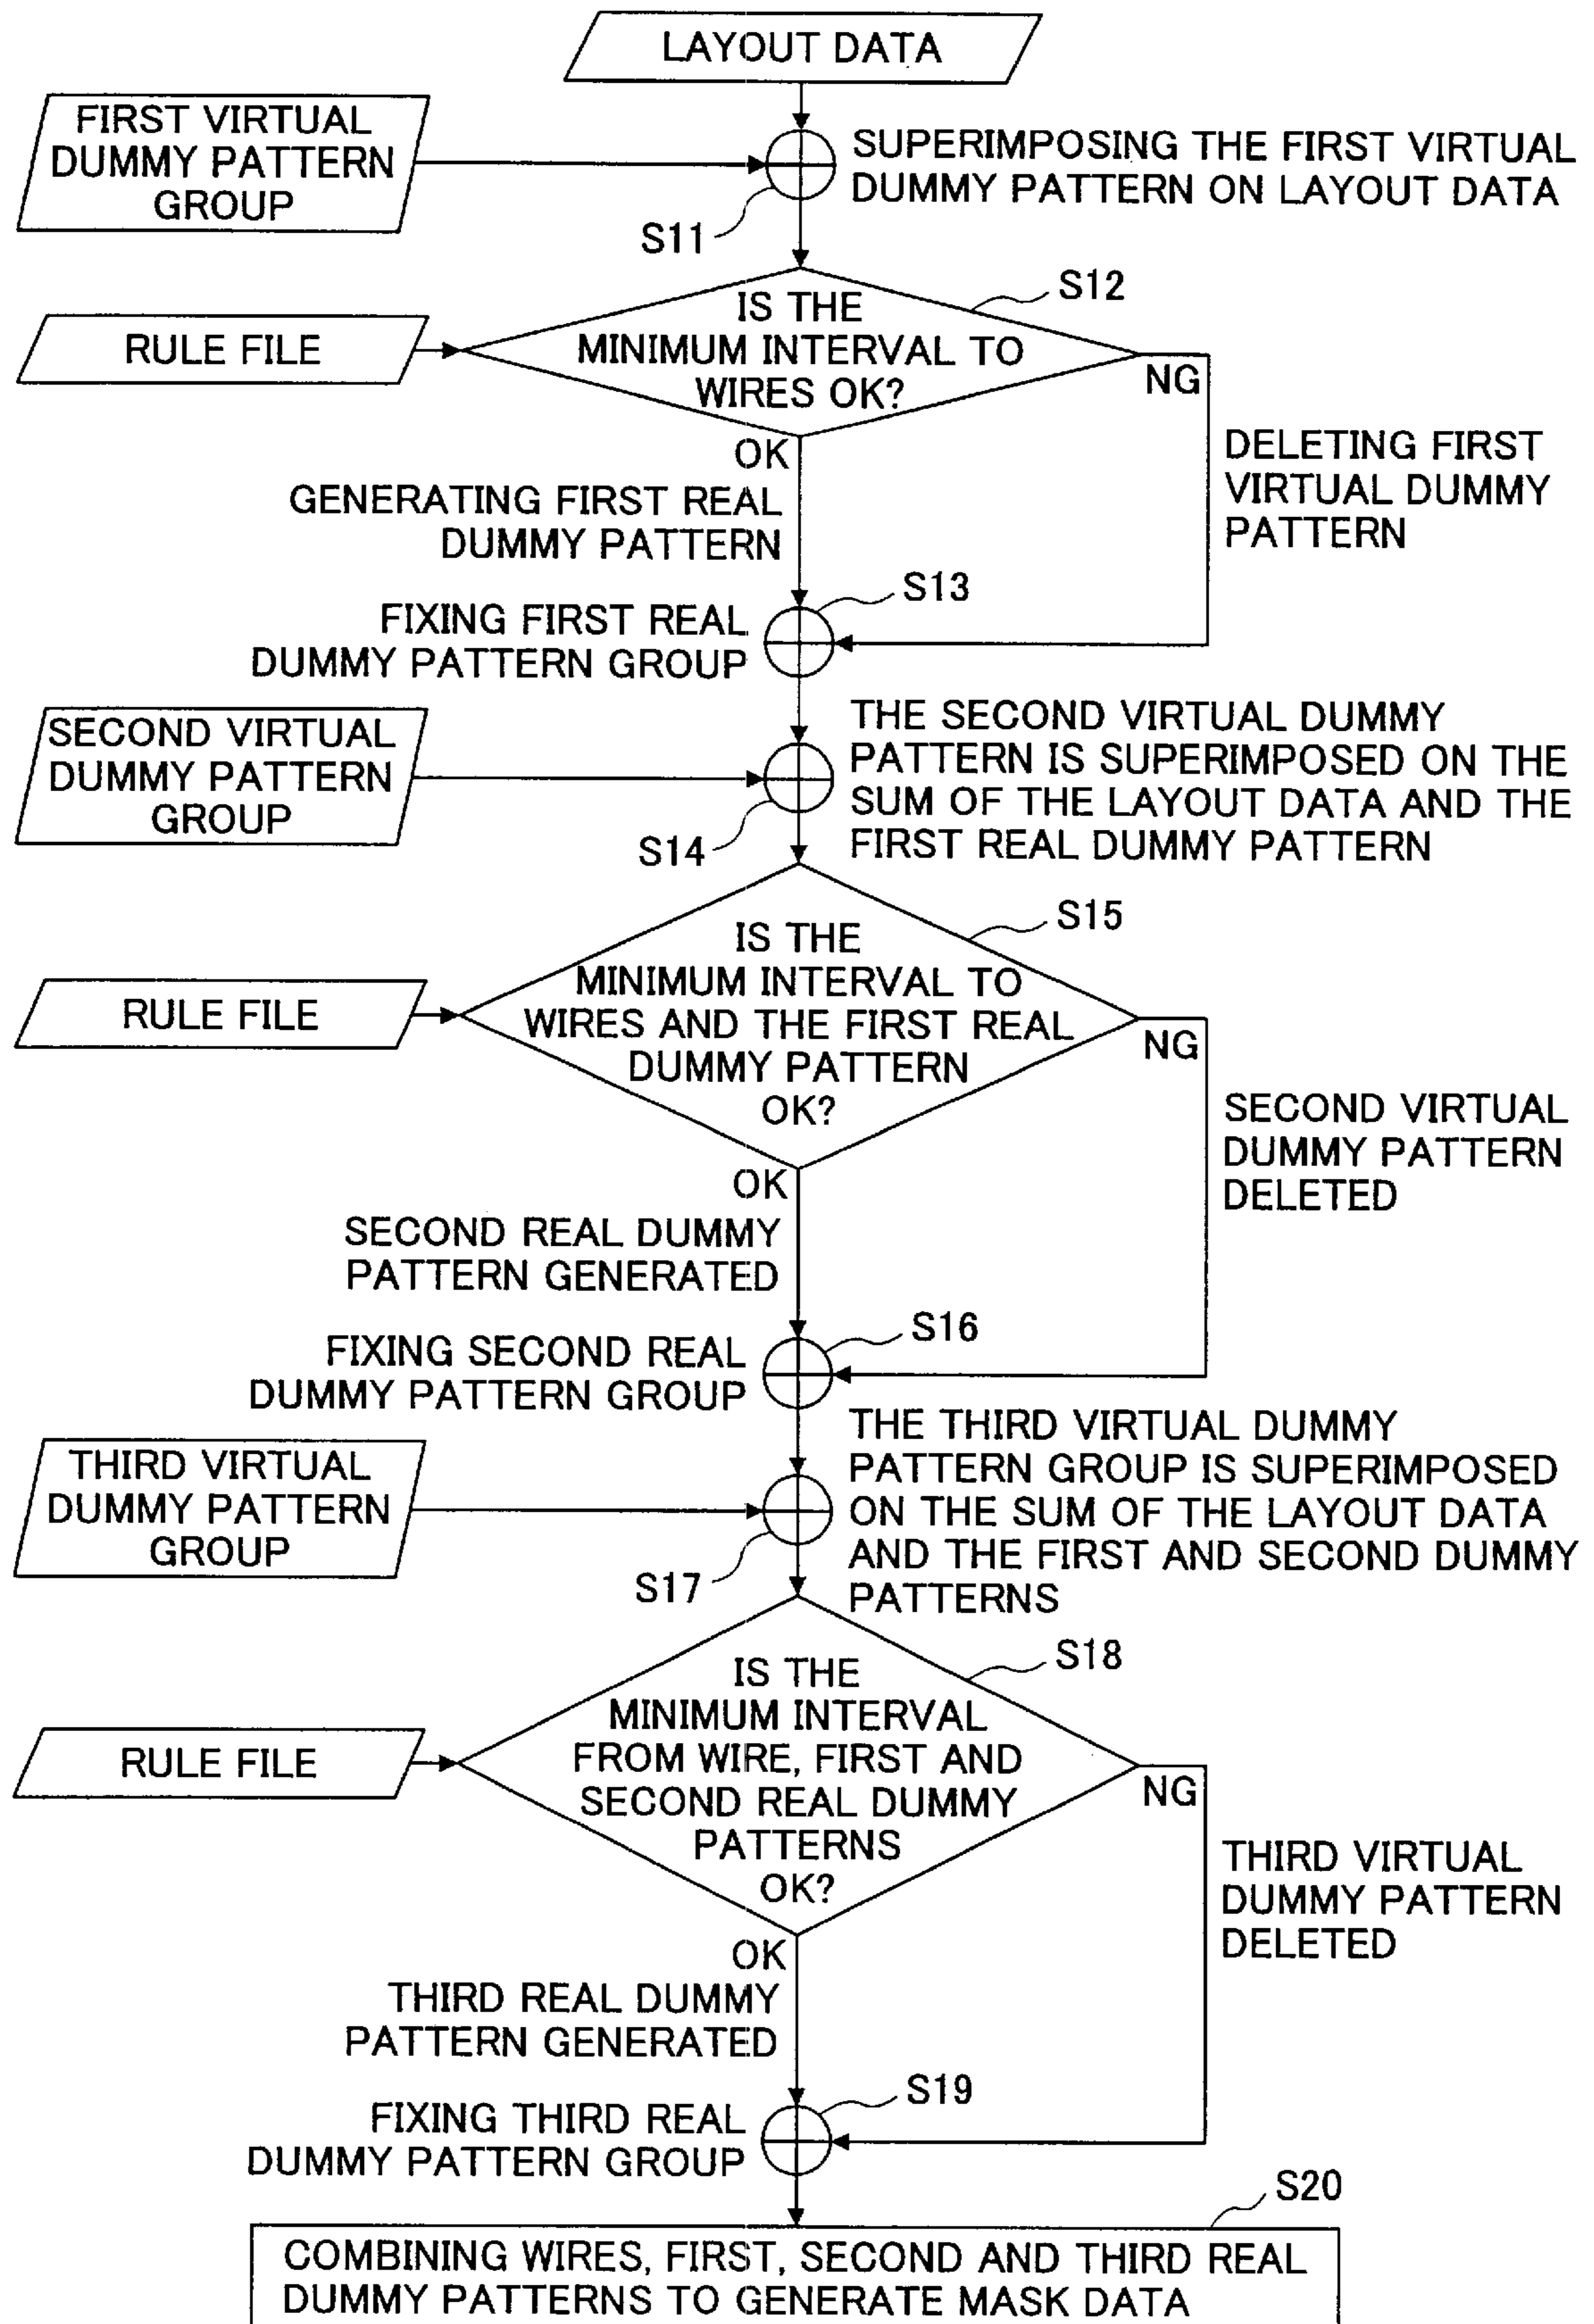 LAYOUT DATA
FIRST VIRTUAL
DUMMY PATTERN
GROUP
SUPERIMPOSING THE FIRST VIRTUAL
DUMMY PATTERN ON LAYOUT DATA
S11
S12
IS THE
MINIMUM INTERVAL TO
WIRES OK?
RULE FILE
NG
OK
DELETING FIRST
VIRTUAL DUMMY
PATTERN
GENERATING FIRST REAL
DUMMY PATTERN
S13
FIXING FIRST REAL
DUMMY PATTERN GROUP
SECOND VIRTUAL
DUMMY PATTERN
GROUP
THE SECOND VIRTUAL DUMMY
PATTERN IS SUPERIMPOSED ON THE
SUM OF THE LAYOUT DATA AND THE
FIRST REAL DUMMY PATTERN
S14
S15
IS THE
MINIMUM INTERVAL TO
WIRES AND THE FIRST REAL
DUMMY PATTERN
OK?
RULE FILE
NG
SECOND VIRTUAL
DUMMY PATTERN
DELETED
OK
SECOND REAL DUMMY
PATTERN GENERATED
S16
FIXING SECOND REAL
DUMMY PATTERN GROUP
THIRD VIRTUAL
DUMMY PATTERN
GROUP
THE THIRD VIRTUAL DUMMY
PATTERN GROUP IS SUPERIMPOSED
ON THE SUM OF THE LAYOUT DATA
AND THE FIRST AND SECOND DUMMY
PATTERNS
S17
S18
IS THE
MINIMUM INTERVAL
FROM WIRE, FIRST AND
SECOND REAL DUMMY
PATTERNS
OK?
RULE FILE
NG
THIRD VIRTUAL
DUMMY PATTERN
DELETED
OK
THIRD REAL DUMMY
PATTERN GENERATED
S19
FIXING THIRD REAL
DUMMY PATTERN GROUP
S20
COMBINING WIRES, FIRST, SECOND AND THIRD REAL
DUMMY PATTERNS TO GENERATE MASK DATA